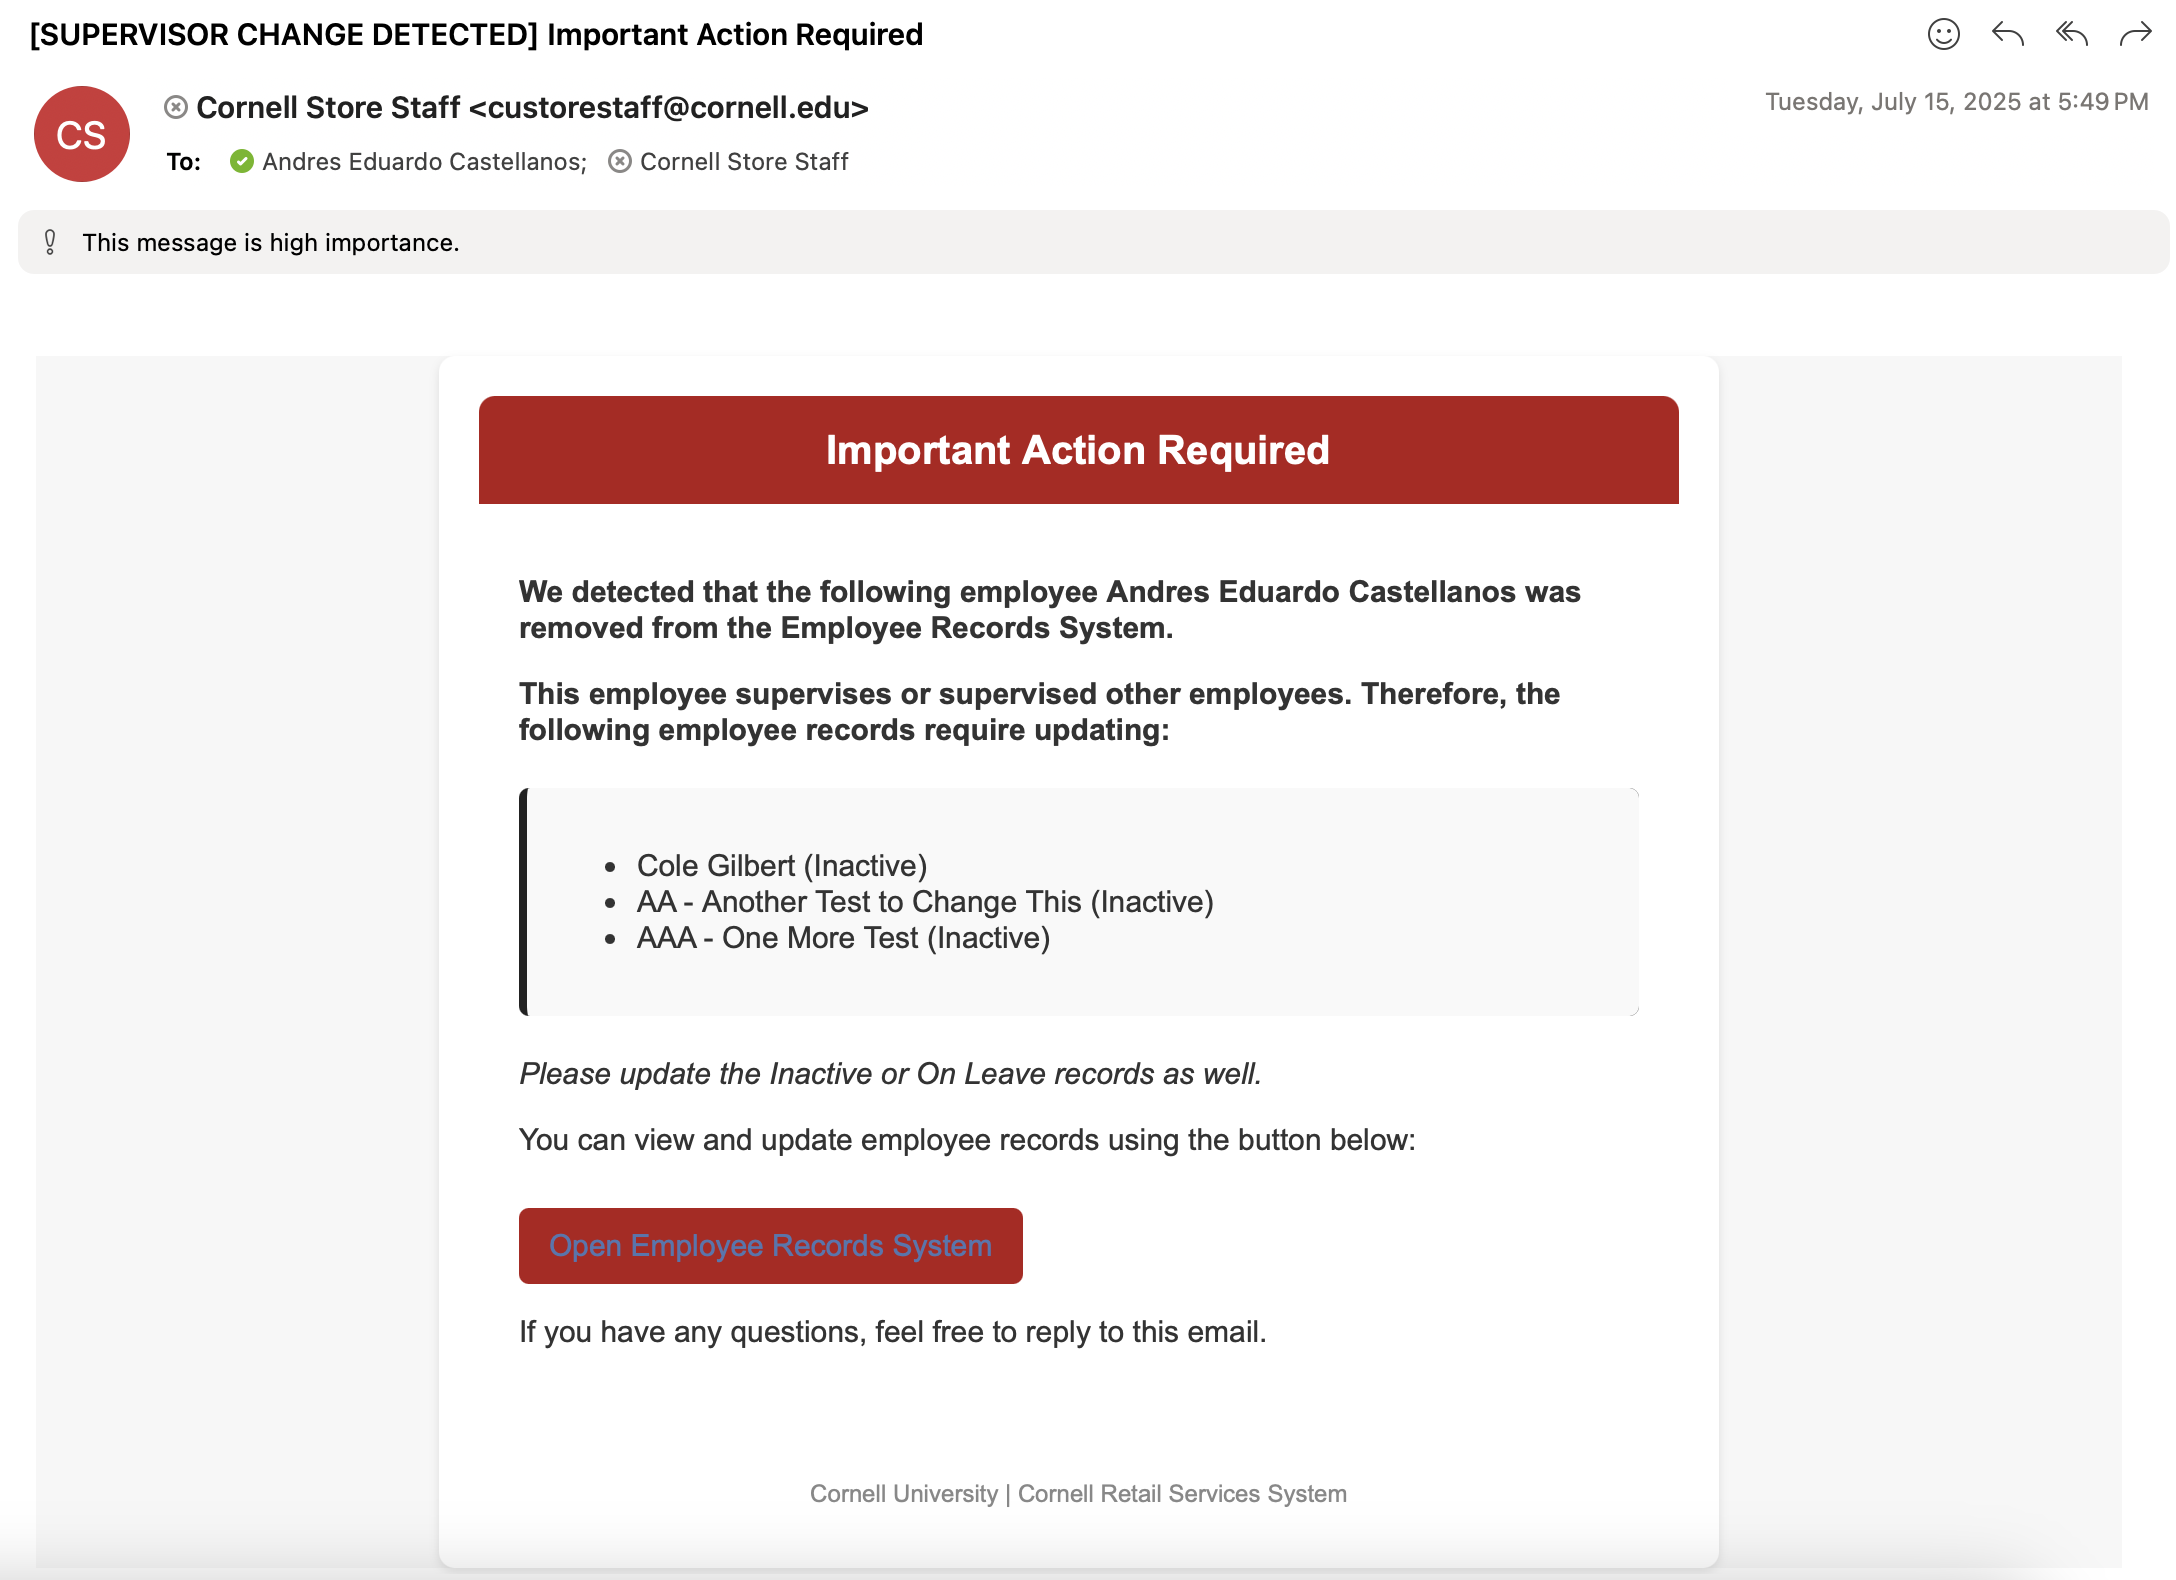 [SUPERVISOR CHANGE DETECTED] Important Action Required
CS
Cornell Store Staff <custorestaff@cornell.edu>
Tuesday, July 15, 2025 at 5:49 PM
To: Andres Eduardo Castellanos; Cornell Store Staff
This message is high importance.
Important Action Required
We detected that the following employee Andres Eduardo Castellanos was
removed from the Employee Records System.
This employee supervises or supervised other employees. Therefore, the
following employee records require updating:
• Cole Gilbert (Inactive)
• AA - Another Test to Change This (Inactive)
• AAA - One More Test (Inactive)
Please update the Inactive or On Leave records as well.
You can view and update employee records using the button below:
Open Employee Records System
If you have any questions, feel free to reply to this email.
Cornell University | Cornell Retail Services System